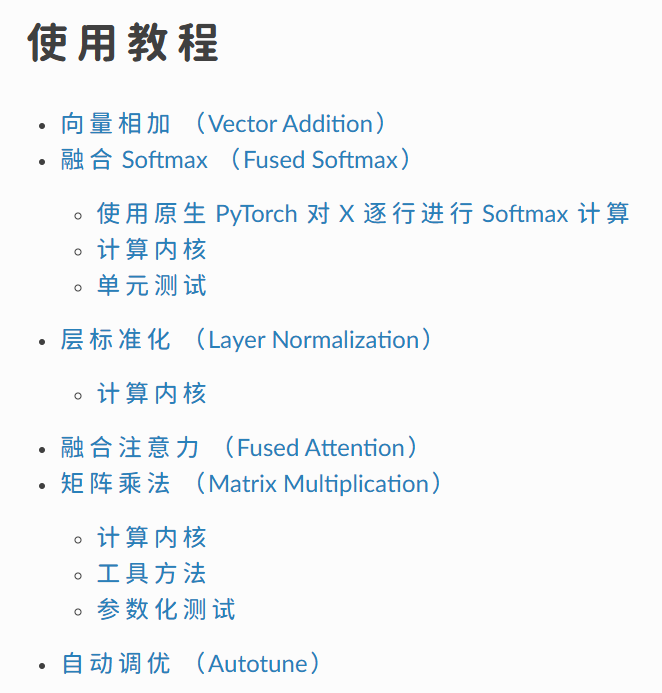 使用教程
向量相加 （Vector Addition）
融合 Softmax （Fused Softmax）
使用原生 PyTorch 对 X 逐行进行 Softmax 计算
计算内核
单元测试
层标准化 （Layer Normalization）
计算内核
融合注意力 （Fused Attention）
矩阵乘法 （Matrix Multiplication）
计算内核
工具方法
参数化测试
自动调优 （Autotune）